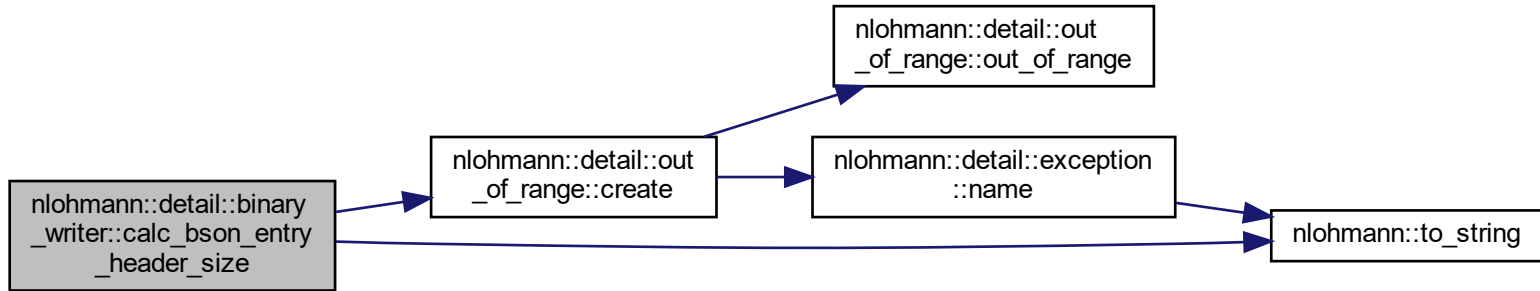 nlohmann::detail::out
_of_range::out_of_range
nlohmann::detail::out
_of_range::create
nlohmann::detail::exception
::name
nlohmann::detail::binary
_writer::calc_bson_entry
_header_size
nlohmann::to_string